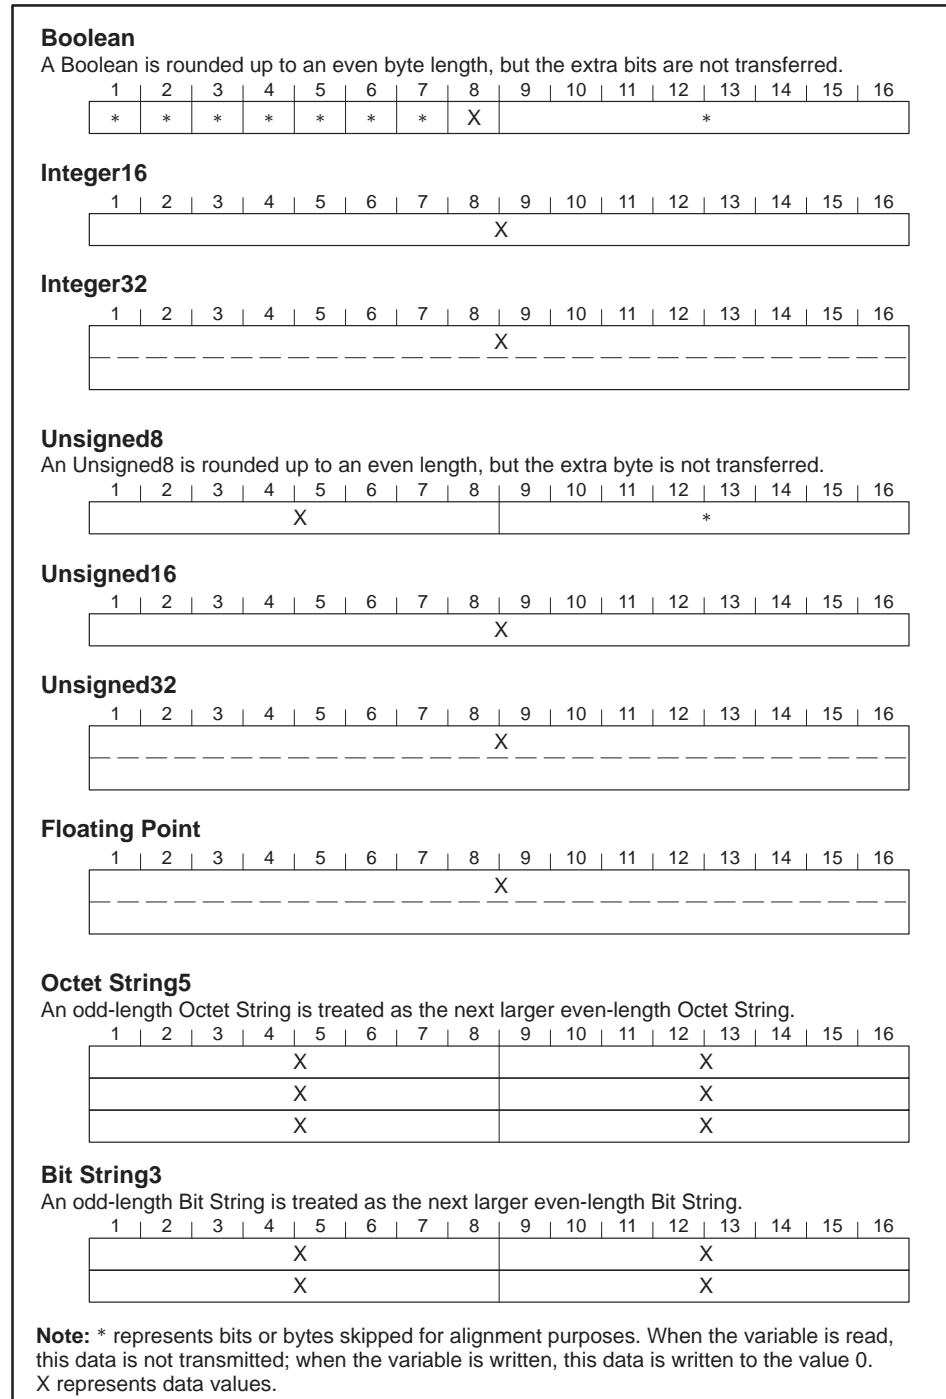 Boolean
A Boolean is rounded up to an even byte length, but the extra bits are not transferred.
1 2 3 4 5 6 7 8 9 10 11 12 13 14 15 16
* * * * * * * X *
Integer16
1 2 3 4 5 6 7 8 9 10 11 12 13 14 15 16
X
Integer32
1 2 3 4 5 6 7 8 9 10 11 12 13 14 15 16
X
Unsigned8
An Unsigned8 is rounded up to an even length, but the extra byte is not transferred.
1 2 3 4 5 6 7 8 9 10 11 12 13 14 15 16
X *
Unsigned16
1 2 3 4 5 6 7 8 9 10 11 12 13 14 15 16
X
Unsigned32
1 2 3 4 5 6 7 8 9 10 11 12 13 14 15 16
X
Floating Point
1 2 3 4 5 6 7 8 9 10 11 12 13 14 15 16
X
Octet String5
An odd-length Octet String is treated as the next larger even-length Octet String.
1 2 3 4 5 6 7 8 9 10 11 12 13 14 15 16
X X
X X
X X
Bit String3
An odd-length Bit String is treated as the next larger even-length Bit String.
1 2 3 4 5 6 7 8 9 10 11 12 13 14 15 16
X X
X X
Note: * represents bits or bytes skipped for alignment purposes. When the variable is read,
this data is not transmitted; when the variable is written, this data is written to the value 0.
X represents data values.